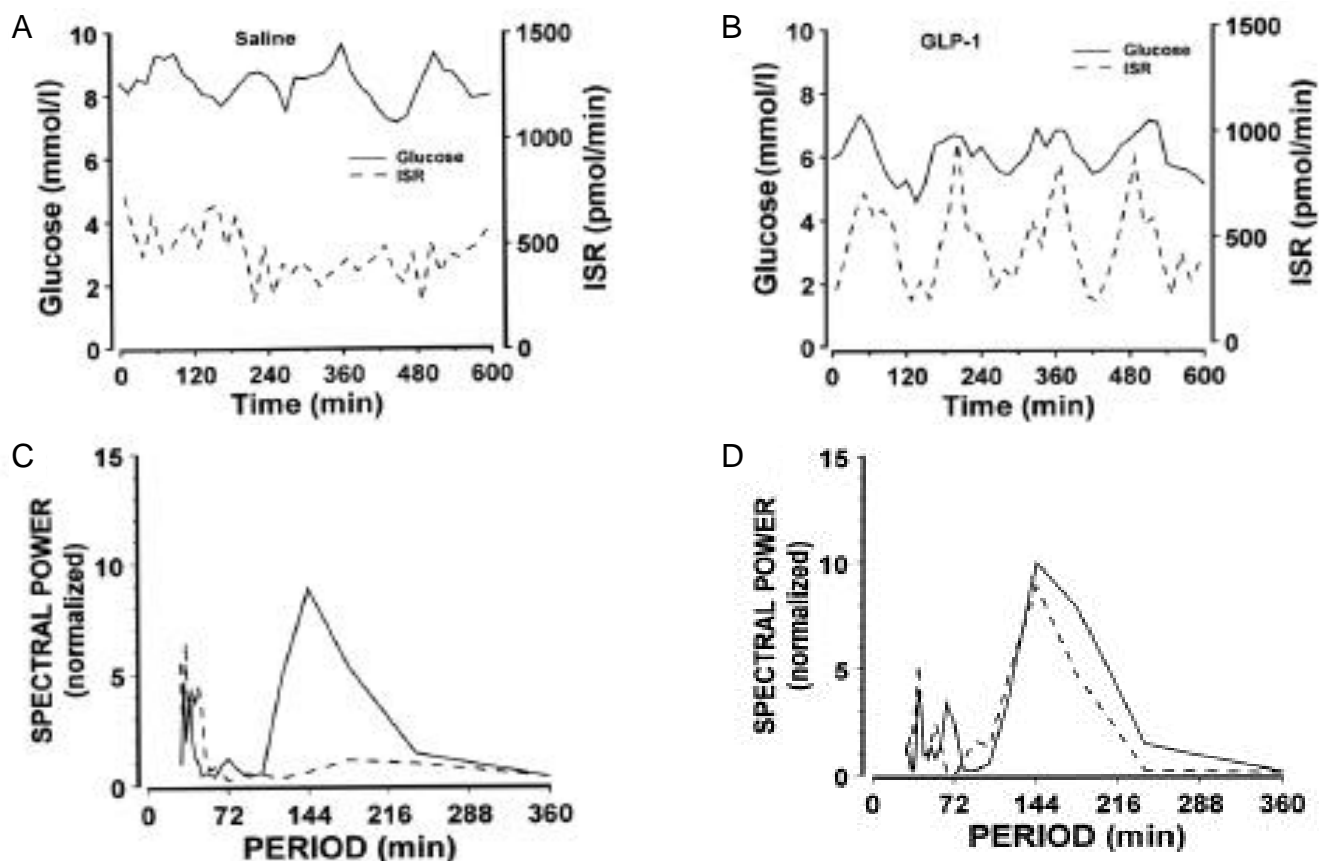 A
Saline
Glucose (mmol/l)
10
8
6
4
2
0
Glucose
ISR
1500
1000
500
0
ISR (pmol/min)
0 120 240 360 480 600
Time (min)
B
GLP-1
Glucose (mmol/l)
10
8
6
4
2
0
Glucose
ISR
1500
1000
500
0
ISR (pmol/min)
0 120 240 360 480 600
Time (min)
C
SPECTRAL POWER
(normalized)
15
10
5
0
0 72 144 216 288 360
PERIOD (min)
D
SPECTRAL POWER
(normalized)
15
10
5
0
0 72 144 216 288 360
PERIOD (min)